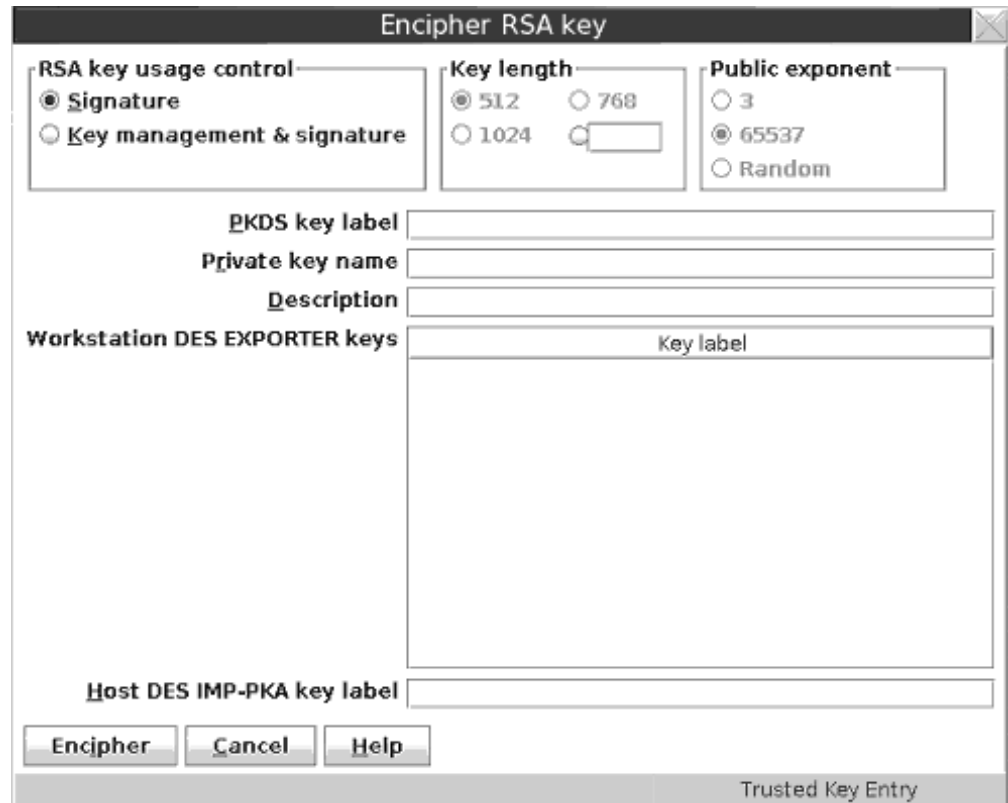 Encipher RSA key
RSA key usage control
Signature
Key management & signature
Key length
512 768
1024
Public exponent
3
65537
Random
PKDS key label
Private key name
Description
Workstation DES EXPORTER keys
Key label
Host DES IMP-PKA key label
Encipher Cancel Help
Trusted Key Entry